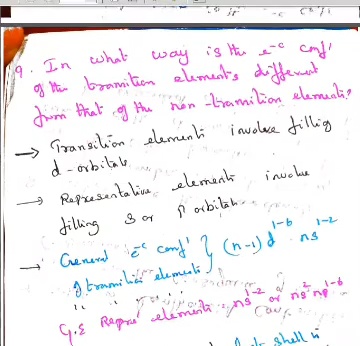 9. In what way is the e⁻ᶜ conf'
of the transition elements different
from that of the non-transition elements
→ Transition elements involve filling
d-orbitals
→ Representative elements involve
filling s or p orbitals
→ General e⁻ᶜ conf' } (n-1) d¹⁻⁶ ns¹⁻²
of transition elements
G.E Repre elements ns¹⁻² or ns² np¹⁻⁶